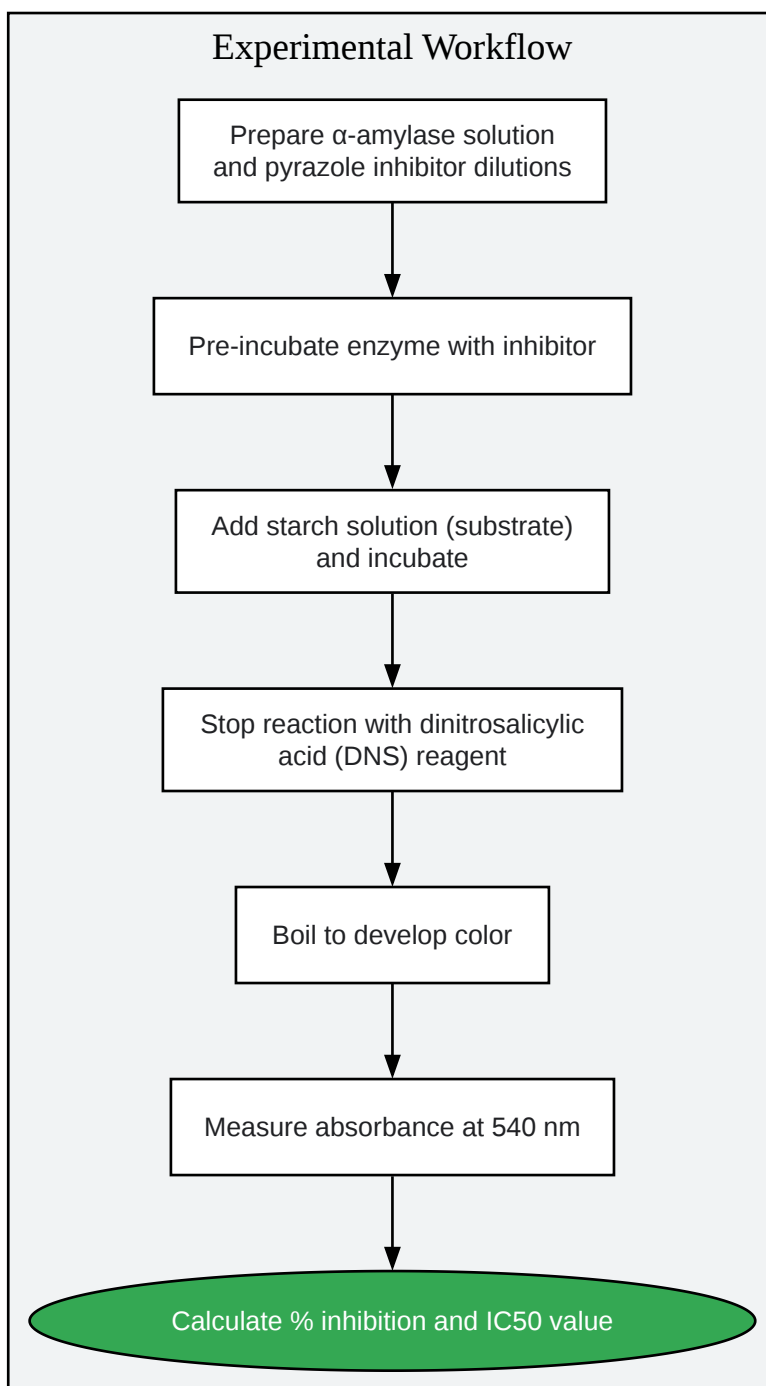 Experimental Workflow
Prepare α-amylase solution
and pyrazole inhibitor dilutions
Pre-incubate enzyme with inhibitor
Add starch solution (substrate)
and incubate
Stop reaction with dinitrosalicylic
acid (DNS) reagent
Boil to develop color
Measure absorbance at 540 nm
Calculate % inhibition and IC50 value